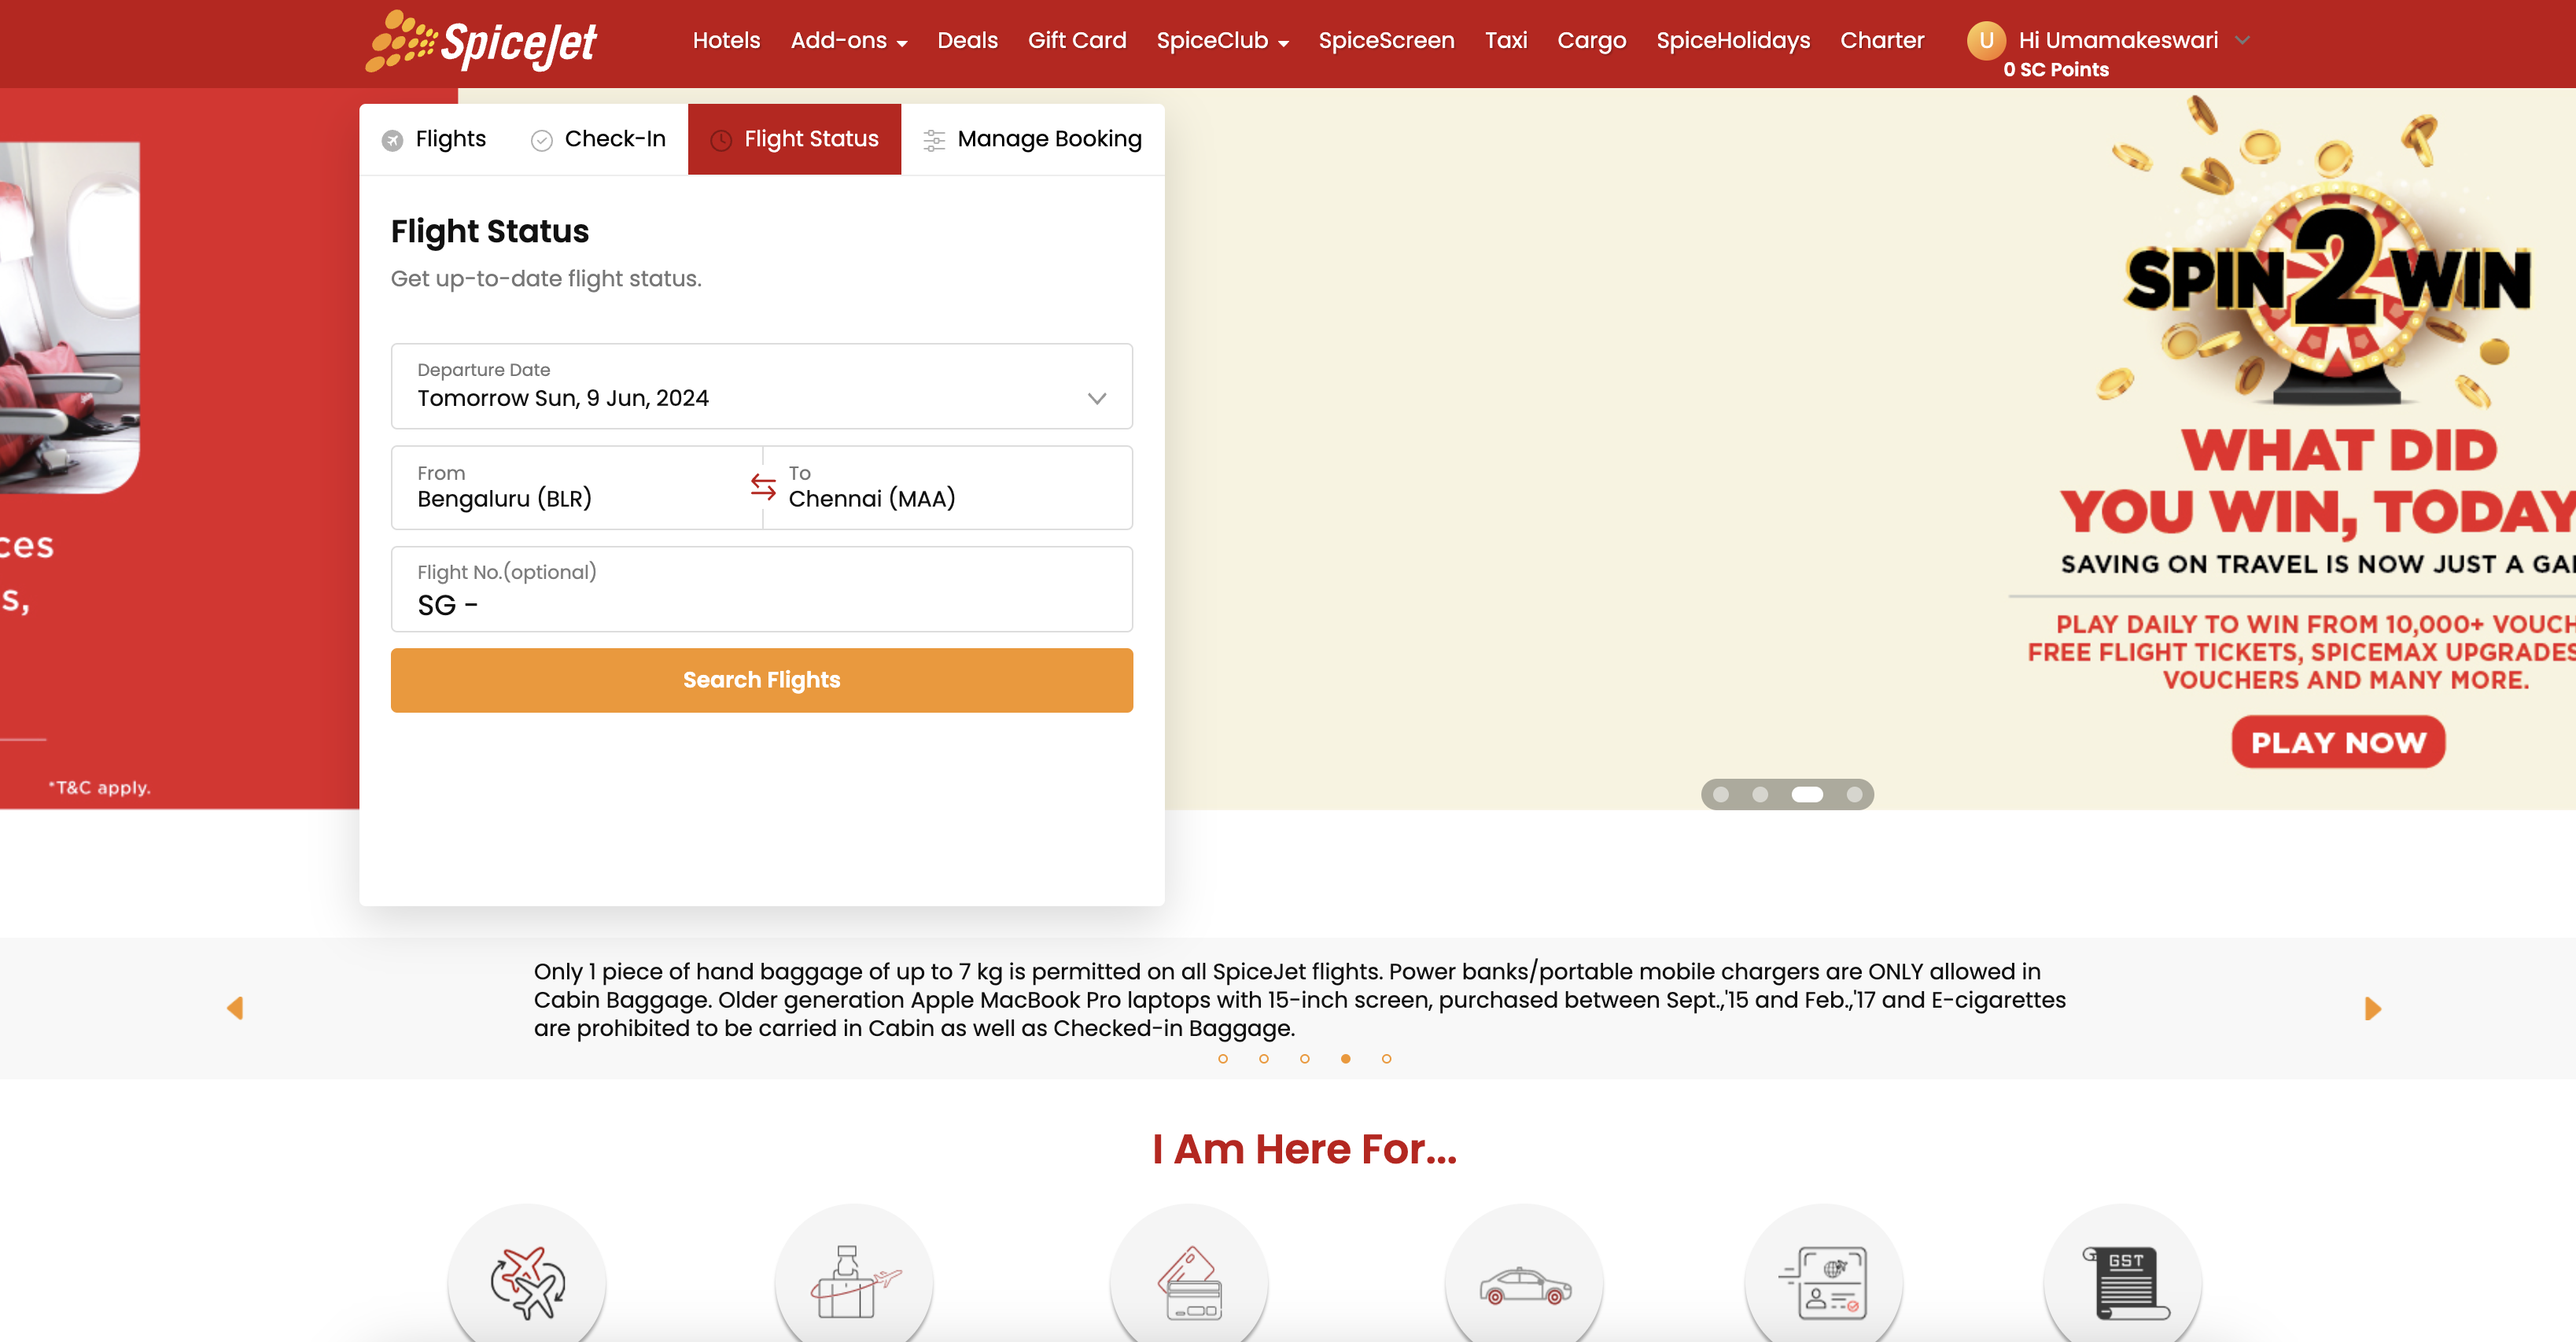 SpiceJet
Hotels Add-ons Deals Gift Card SpiceClub SpiceScreen Taxi Cargo SpiceHolidays Charter U Hi Umamakeswari
0 SC Points
Flights Check-In Flight Status Manage Booking
Flight Status
Get up-to-date flight status.
Departure Date
Tomorrow Sun, 9 Jun, 2024
From
Bengaluru (BLR)
To
Chennai (MAA)
Flight No.(optional)
SG -
Search Flights
ces
s,
*T&C apply.
SPIN 2 WIN
WHAT DID
YOU WIN, TODAY
SAVING ON TRAVEL IS NOW JUST A GA
PLAY DAILY TO WIN FROM 10,000+ VOUCH
FREE FLIGHT TICKETS, SPICEMAX UPGRADES
VOUCHERS AND MANY MORE.
PLAY NOW
Only 1 piece of hand baggage of up to 7 kg is permitted on all SpiceJet flights. Power banks/portable mobile chargers are ONLY allowed in
Cabin Baggage. Older generation Apple MacBook Pro laptops with 15-inch screen, purchased between Sept.,'15 and Feb.,'17 and E-cigarettes
are prohibited to be carried in Cabin as well as Checked-in Baggage.
I Am Here For...
GST